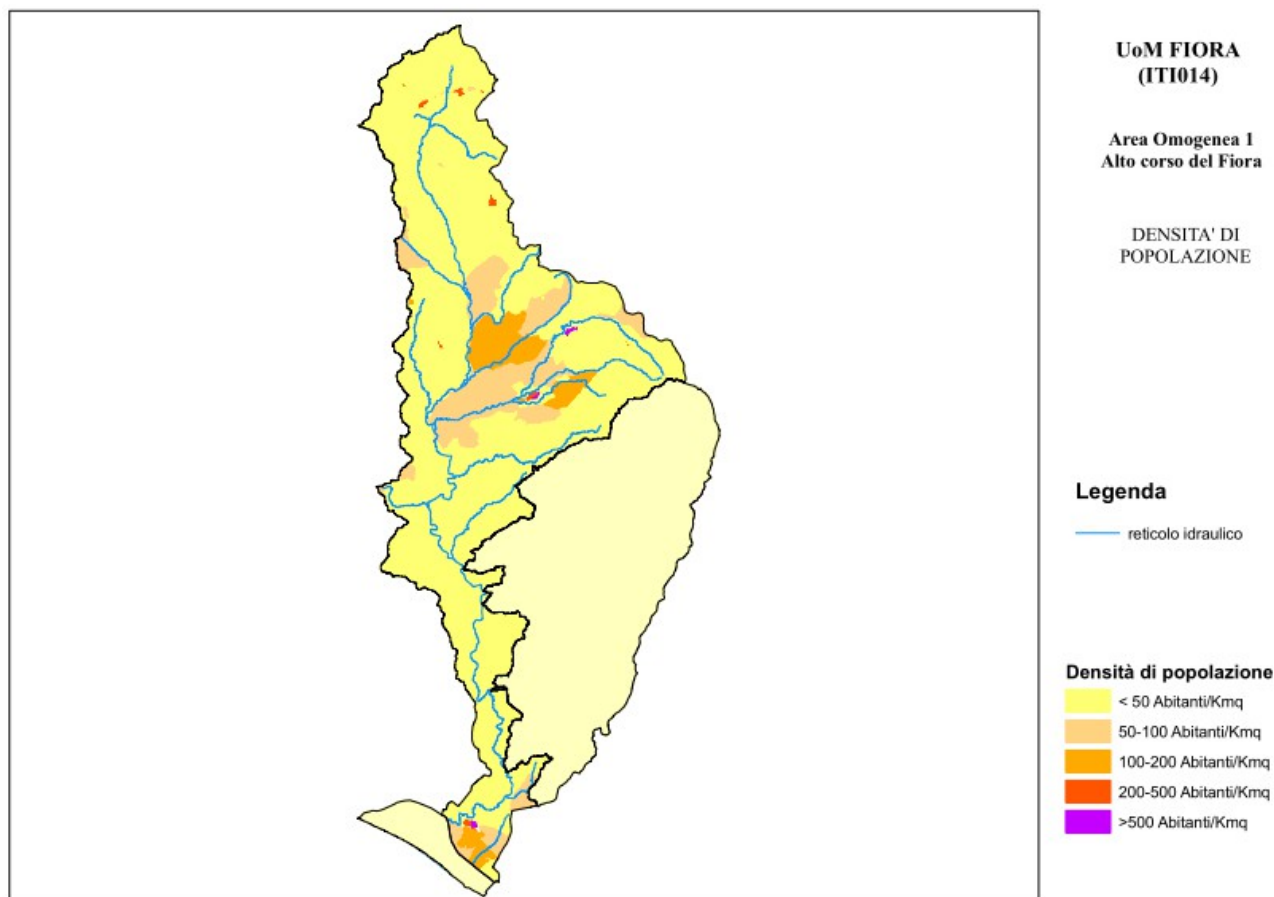 UoM FIORA
(ITI014)
Area Omogenea 1
Alto corso del Fiora
DENSITA' DI
POPOLAZIONE
Legenda
reticolo idraulico
Densità di popolazione
< 50 Abitanti/Kmq
50-100 Abitanti/Kmq
100-200 Abitanti/Kmq
200-500 Abitanti/Kmq
>500 Abitanti/Kmq